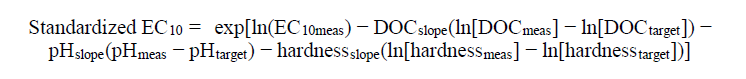 Standardized EC10 = exp[ln(EC10meas) − DOCslope(ln[DOCmeas] − ln[DOCtarget]) −
pHslope(pHmeas − pHtarget) − hardnessslope(ln[hardnessmeas] − ln[hardnesstarget])]